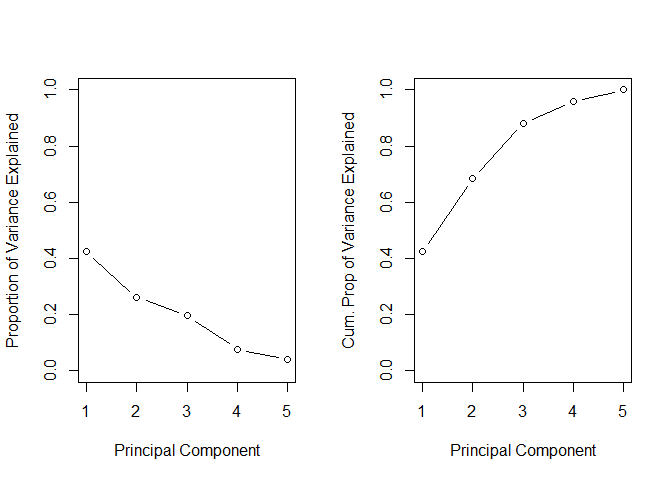 Proportion of Variance Explained
0.0 0.2 0.4 0.6 0.8 1.0
1 2 3 4 5
Principal Component
Cum. Prop of Variance Explained
0.0 0.2 0.4 0.6 0.8 1.0
1 2 3 4 5
Principal Component